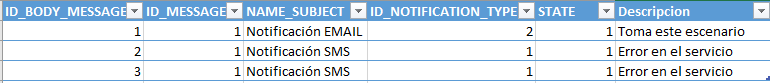 ID_BODY_MESSAGE ID_MESSAGE NAME_SUBJECT ID_NOTIFICATION_TYPE STATE Descripcion
1 1 Notificación EMAIL 2 1 Toma este escenario
2 1 Notificación SMS 1 1 Error en el servicio
3 1 Notificación SMS 1 1 Error en el servicio